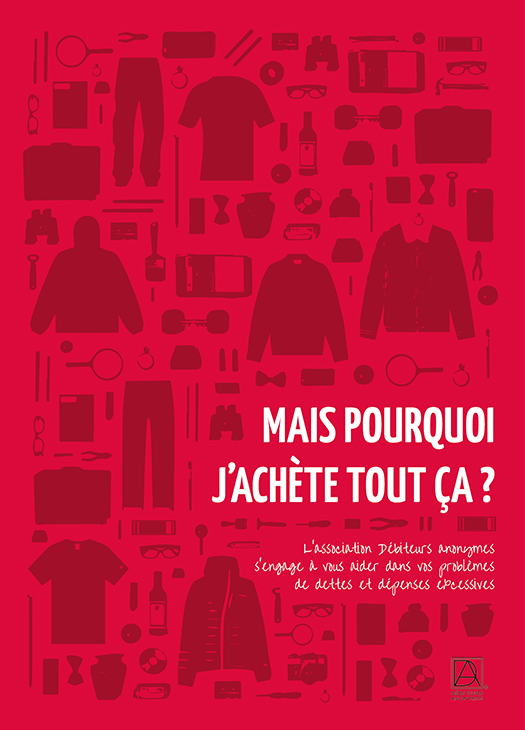 MAIS POURQUOI
J'ACHÈTE TOUT ÇA ?
L'association Débiteurs anonymes
s'engage à vous aider dans vos problèmes
de dettes et dépenses excessives
DA